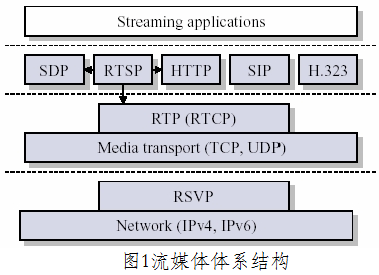 Streaming applications
SDP RTSP HTTP SIP H.323
RTP (RTCP)
Media transport (TCP, UDP)
RSVP
Network (IPv4, IPv6)
图1流媒体体系结构